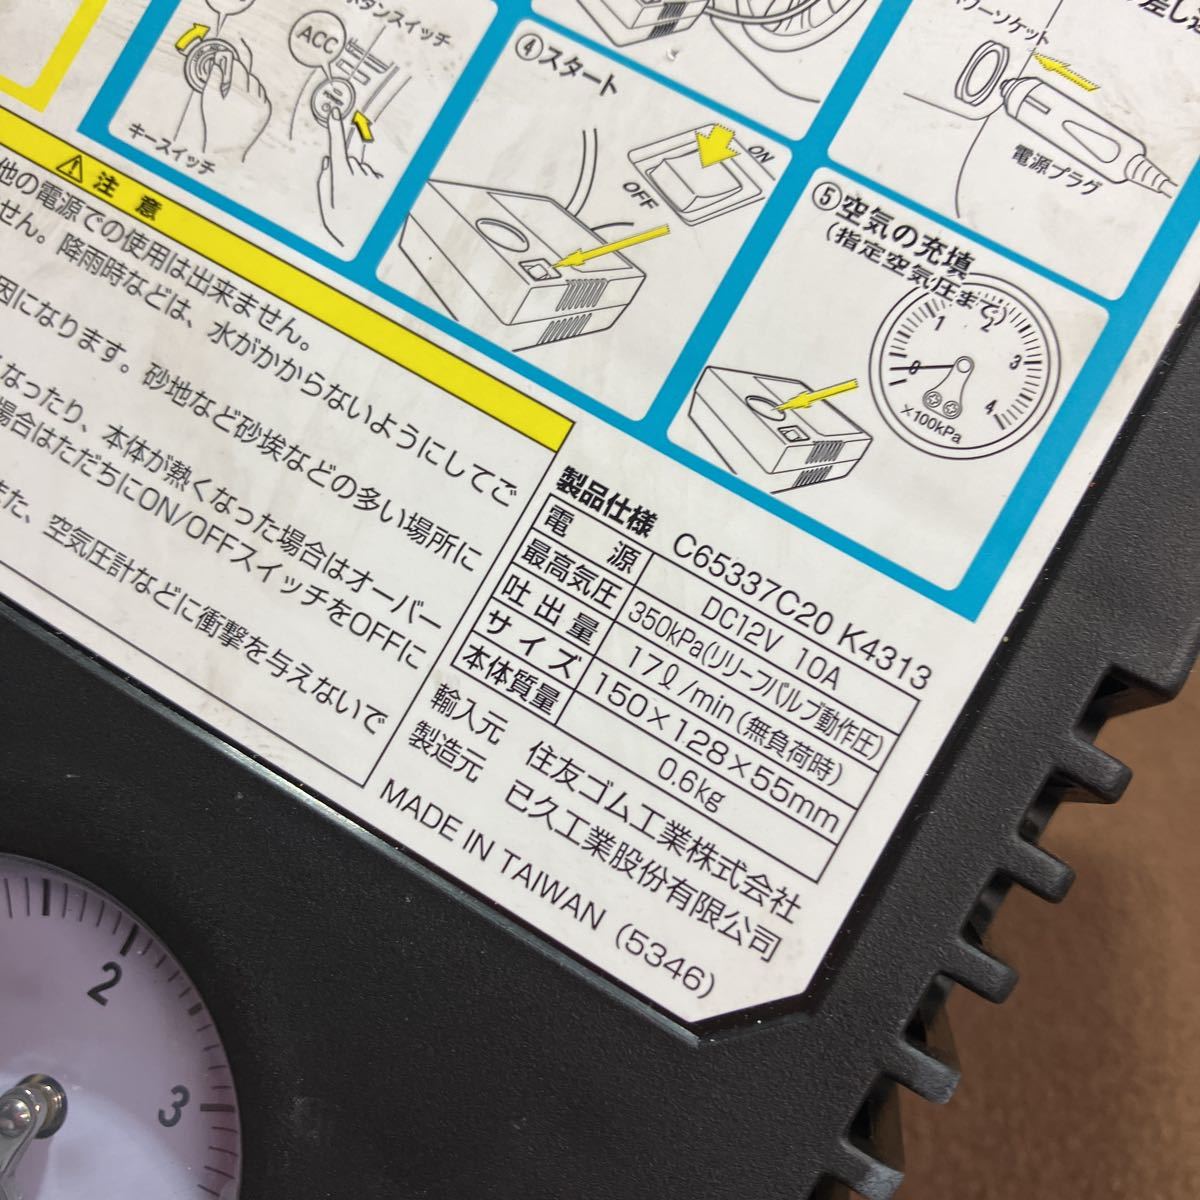 ボタンスイッチ
ACC
キースイッチ
④スタート
ON
OFF
パワーソケット
電源プラグ
⑤空気の充填
(指定空気圧まで)
0
1
2
3
4
×100kPa
注意
他の電源での使用は出来ません。
せん。降雨時などは、水がかからないようにしてご
因になります。砂地など砂埃などの多い場所に
なったり、本体が熱くなった場合はオーバー
場合はただちにON/OFFスイッチをOFFに
また、空気圧計などに衝撃を与えないで
製品仕様 C65337C20 K4313
電源 DC12V 10A
最高気圧 350kPa(リリーフバルブ動作圧)
吐出量 17ℓ/min(無負荷時)
サイズ 150×128×55mm
本体質量 0.6kg
輸入元 住友ゴム工業株式会社
製造元 已久工業股份有限公司
MADE IN TAIWAN (5346)
2
3